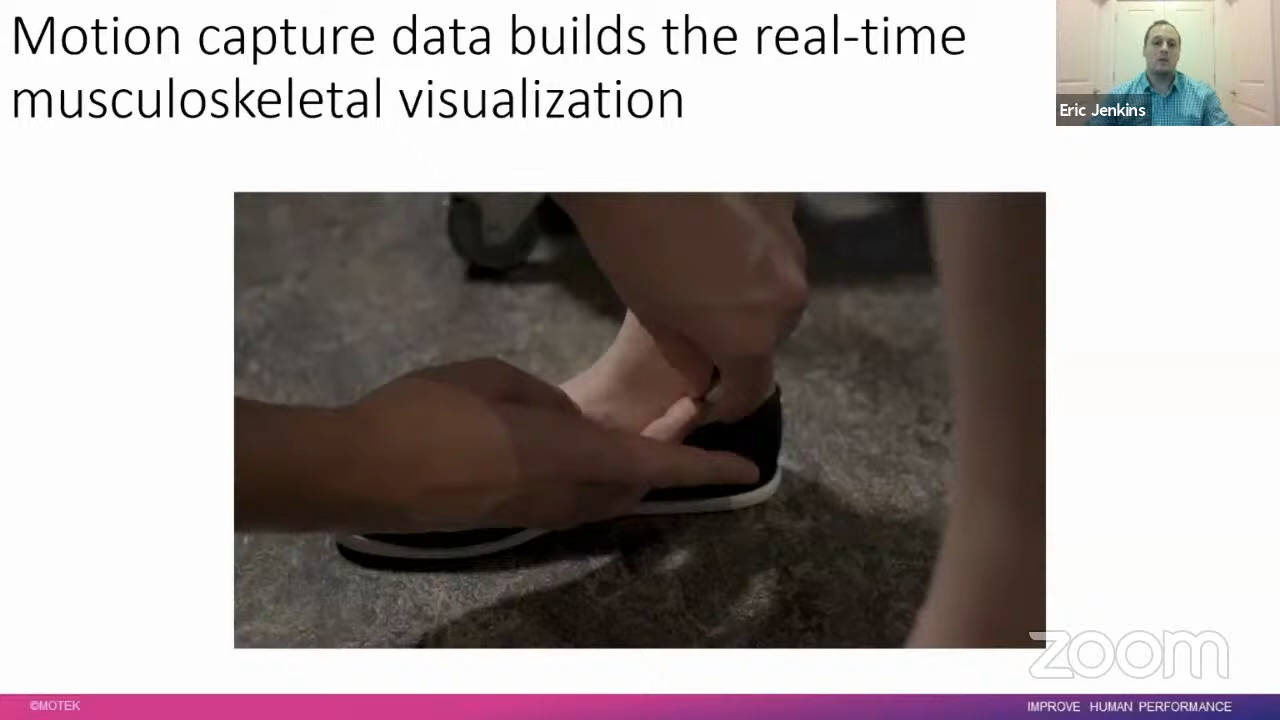 Motion capture data builds the real-time
musculoskeletal visualization
Eric Jenkins
zoom
©MOTEK
IMPROVE HUMAN PERFORMANCE